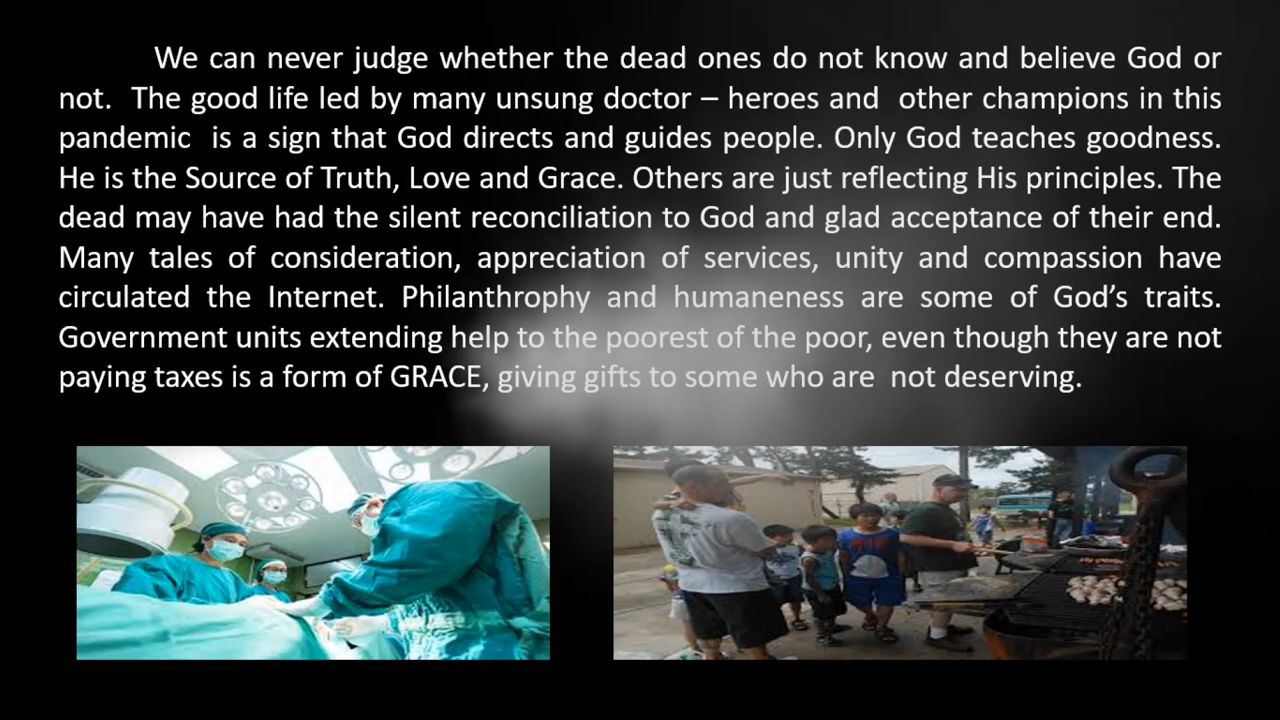 We can never judge whether the dead ones do not know and believe God or
not. The good life led by many unsung doctor – heroes and other champions in this
pandemic is a sign that God directs and guides people. Only God teaches goodness.
He is the Source of Truth, Love and Grace. Others are just reflecting His principles. The
dead may have had the silent reconciliation to God and glad acceptance of their end.
Many tales of consideration, appreciation of services, unity and compassion have
circulated the Internet. Philanthrophy and humaneness are some of God’s traits.
Government units extending help to the poorest of the poor, even though they are not
paying taxes is a form of GRACE, giving gifts to some who are not deserving.